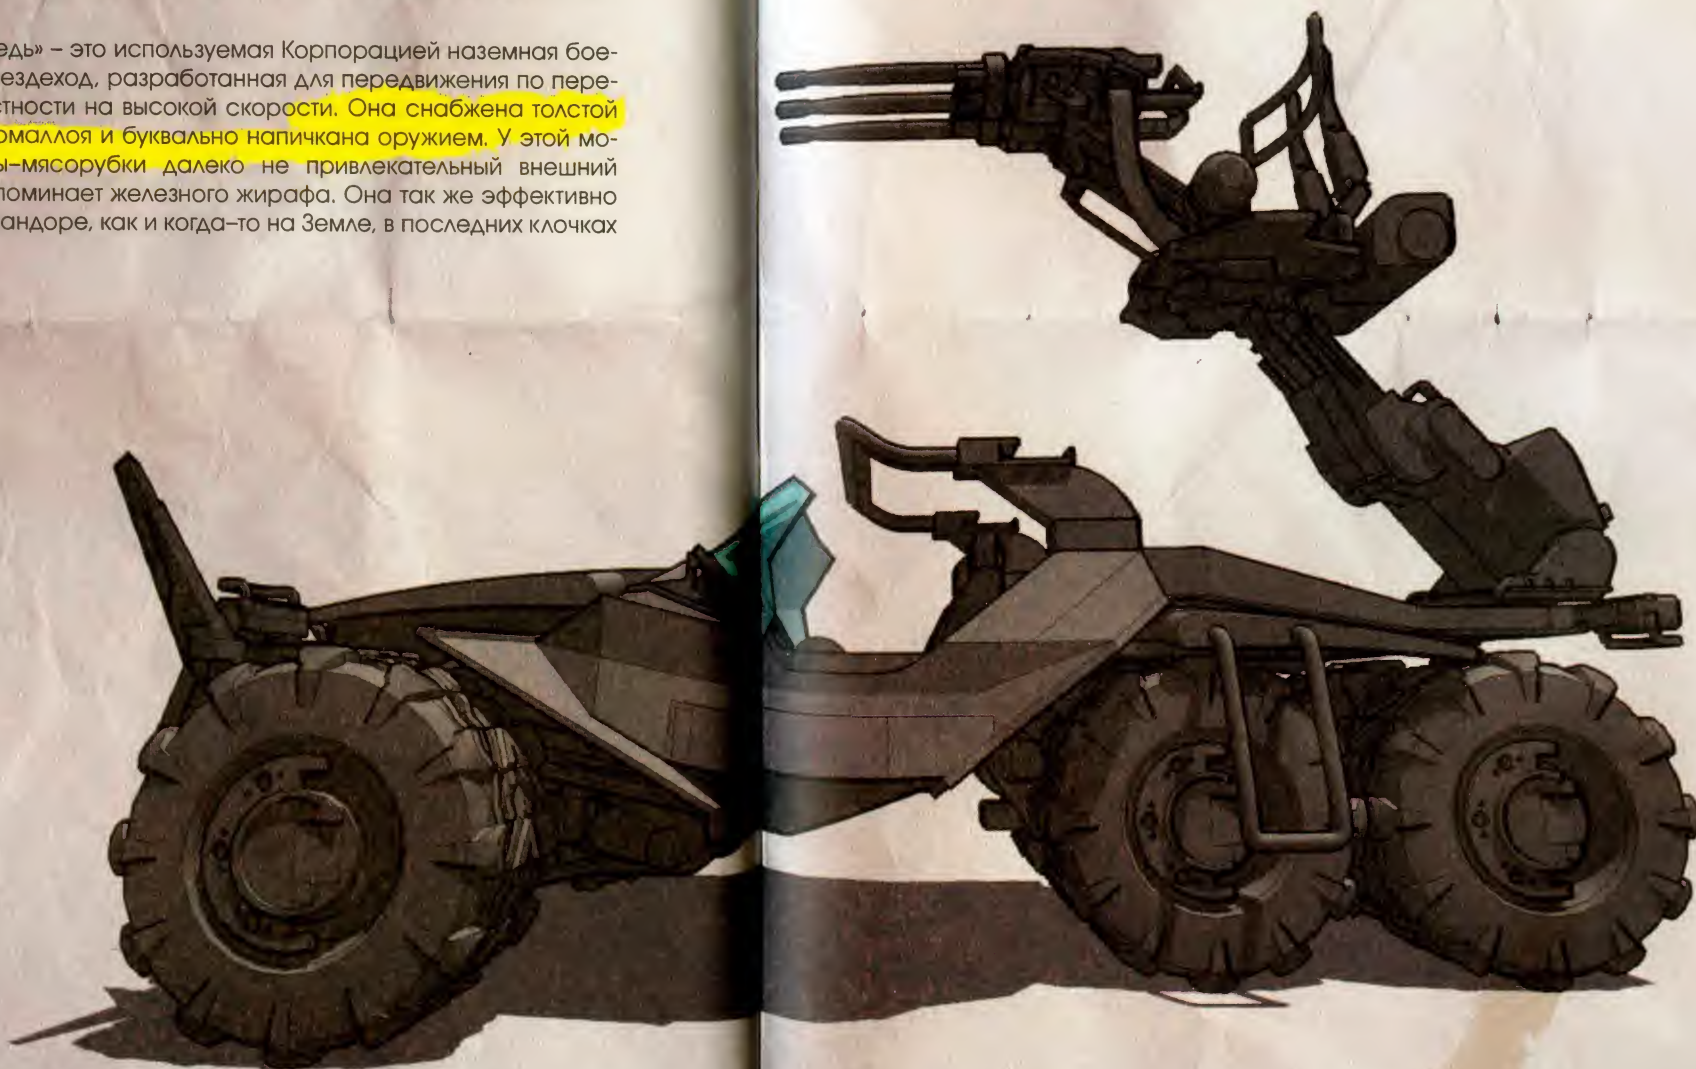 едь» – это используемая Корпорацией наземная бое-
ездеход, разработанная для передвижения по пере-
стности на высокой скорости. Она снабжена толстой
омаллоя и буквально напичкана оружием. У этой мо-
ы-мясорубки далеко не привлекательный внешний
поминает железного жирафа. Она так же эффективно
андоре, как и когда-то на Земле, в последних клочках